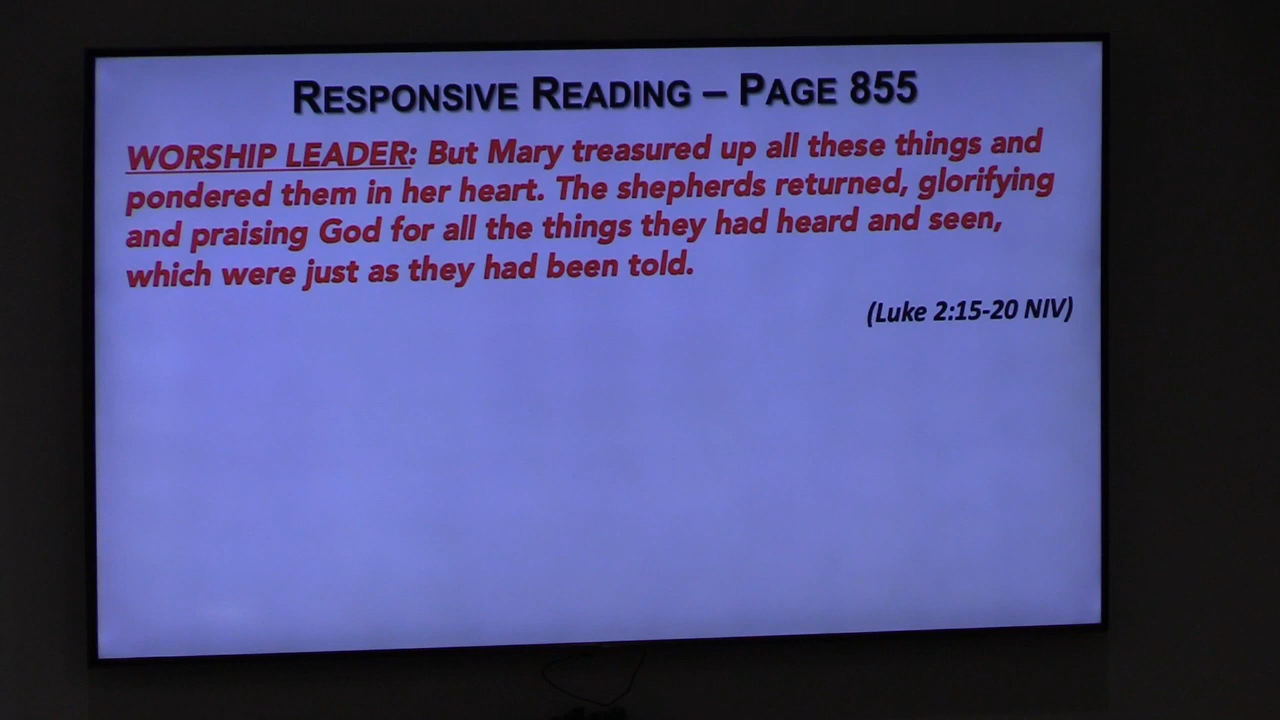 RESPONSIVE READING – PAGE 855
WORSHIP LEADER: But Mary treasured up all these things and
pondered them in her heart. The shepherds returned, glorifying
and praising God for all the things they had heard and seen,
which were just as they had been told.
(Luke 2:15-20 NIV)